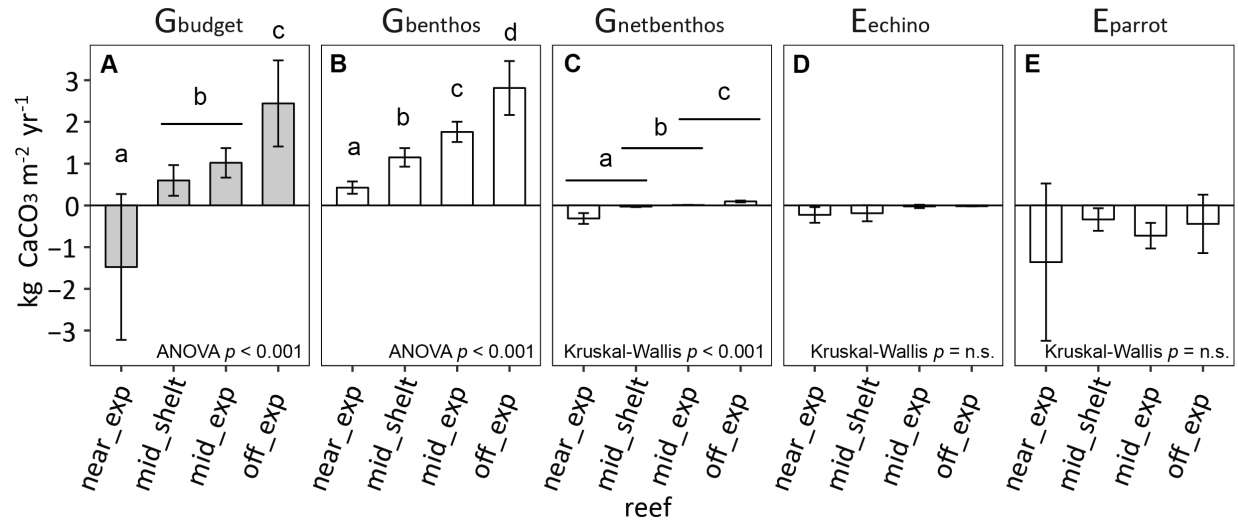 Gbudget
Gbenthos
Gnetbenthos
Eechino
Eparrot
kg CaCO3 m-2 yr-1
3
2
1
0
−1
−2
−3
A
a
b
c
ANOVA p < 0.001
B
a
b
c
d
ANOVA p < 0.001
C
a
b
c
Kruskal-Wallis p < 0.001
D
Kruskal-Wallis p = n.s.
E
Kruskal-Wallis p = n.s.
near_exp
mid_shelt
mid_exp
off_exp
near_exp
mid_shelt
mid_exp
off_exp
near_exp
mid_shelt
mid_exp
off_exp
near_exp
mid_shelt
mid_exp
off_exp
near_exp
mid_shelt
mid_exp
off_exp
reef